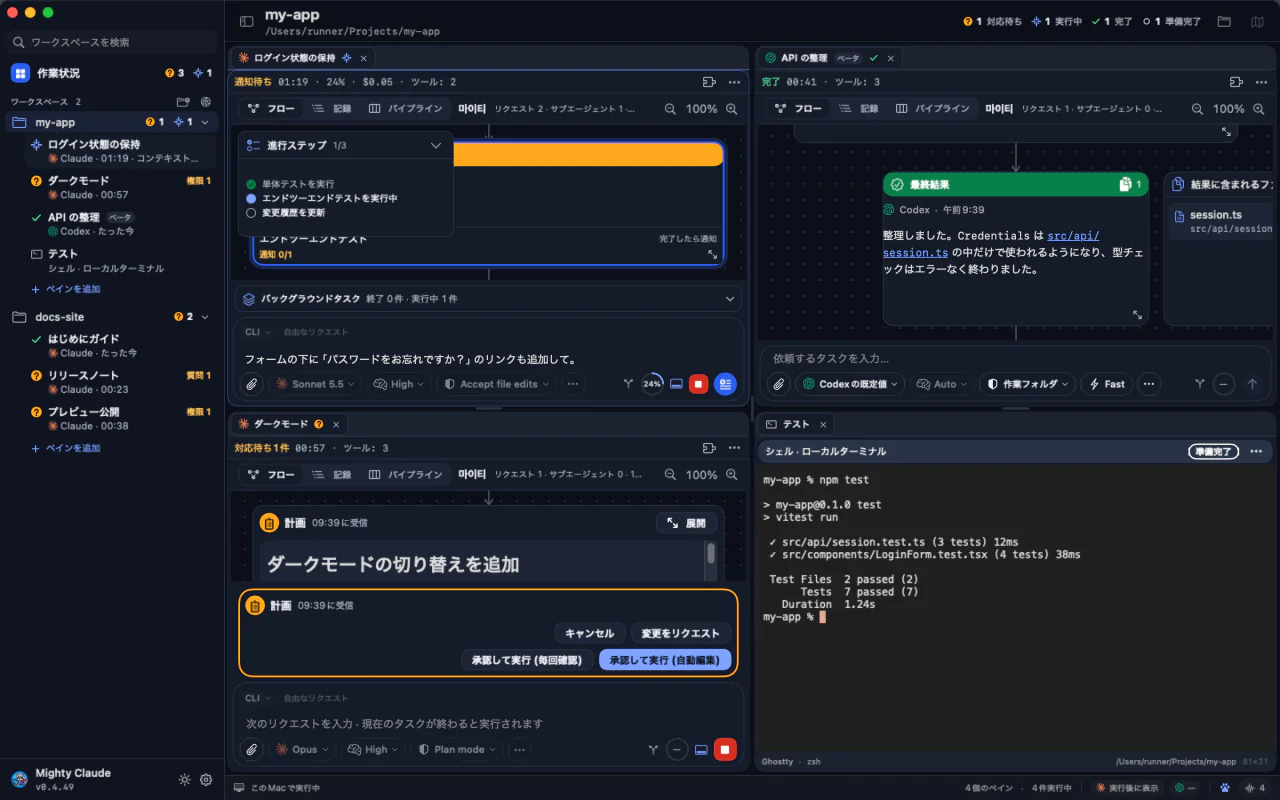 ワークスペースを検索
作業状況 3 1
ワークスペース 2
my-app 1 1
ログイン状態の保持
Claude · 01:19 · コンテキスト...
ダークモード 権限 1
Claude · 00:57
API の整理 ベータ
Codex · たった今
テスト
シェル · ローカルターミナル
+ ペインを追加
docs-site 2
はじめにガイド
Claude · たった今
リリースノート 質問 1
Claude · 00:23
プレビュー公開 権限 1
Claude · 00:38
+ ペインを追加
Mighty Claude
v0.4.49
my-app
/Users/runner/Projects/my-app
1 対応待ち 1 実行中 1 完了 1 準備完了
ログイン状態の保持
通知待ち 01:19 · 24% · $0.05 · ツール: 2
フロー 記録 パイプライン 마이티 リクエスト 2 · サブエージェント 1 · ... 100%
進行ステップ 1/3
単体テストを実行
エンドツーエンドテストを実行中
変更履歴を更新
エンドツーエンドテスト 完了したら通知
通知 0/1
バックグラウンドタスク 終了 0 件 · 実行中 1 件
CLI 自由なリクエスト
フォームの下に「パスワードをお忘れですか？」のリンクも追加して。
Sonnet 5.5 High Accept file edits 24%
API の整理 ベータ
完了 00:41 · ツール: 3
フロー 記録 パイプライン 마이티 リクエスト 1 · サブエージェント 0 · ... 100%
最終結果 1
Codex · 午前9:39
整理しました。Credentials は src/api/
session.ts の中だけで使われるようになり、型チェ
ックはエラーなく終わりました。
結果に含まれるファ
session.ts
src/api/session
依頼するタスクを入力...
Codexの既定値 Auto 作業フォルダ Fast
ダークモード
対応待ち1件 00:57 · ツール: 3
フロー 記録 パイプライン 마이티 リクエスト 1 · サブエージェント 0 · 1... 100%
計画 09:39に受信 展開
ダークモードの切り替えを追加
計画 09:39に受信
キャンセル 変更をリクエスト
承認して実行 (毎回確認) 承認して実行 (自動編集)
CLI 自由なリクエスト
次のリクエストを入力 · 現在のタスクが終わると実行されます
Opus High Plan mode
テスト
シェル · ローカルターミナル 準備完了
my-app % npm test
> my-app@0.1.0 test
> vitest run
✓ src/api/session.test.ts (3 tests) 12ms
✓ src/components/LoginForm.test.tsx (4 tests) 38ms
Test Files 2 passed (2)
Tests 7 passed (7)
Duration 1.24s
my-app %
Ghostty · zsh /Users/runner/Projects/my-app 81×21
この Mac で実行中 4個のペイン · 4件実行中 実行後に表示 — 4